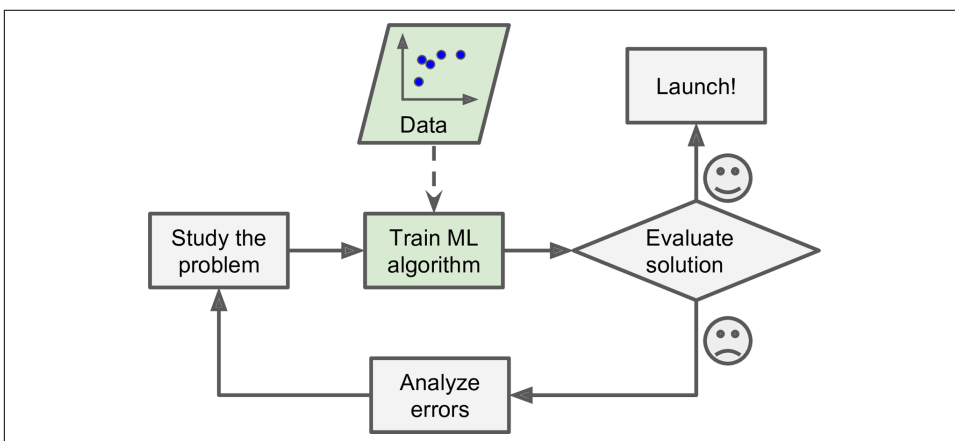 Data
Launch!
Study the
problem
Train ML
algorithm
Evaluate
solution
Analyze
errors